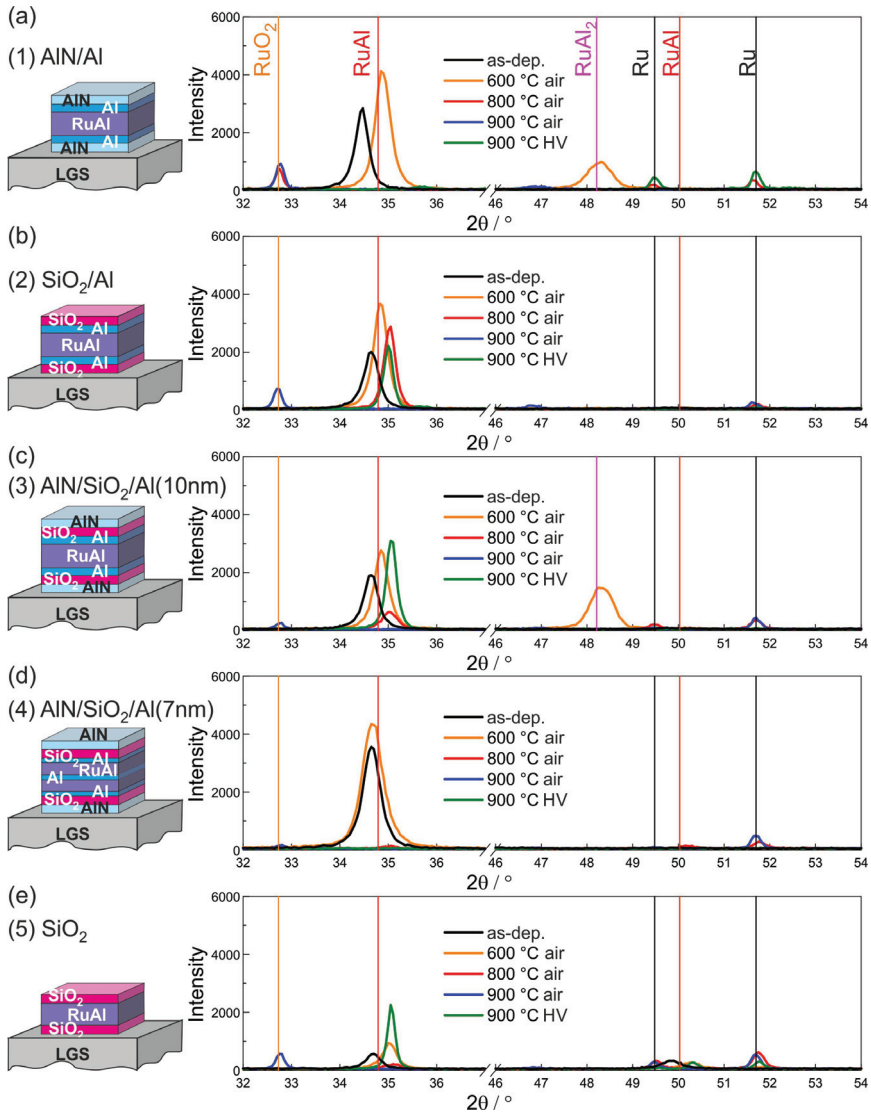 (a)
(1) AlN/Al
AlN
Al
RuAl
Al
AlN
LGS
Intensity
6000
4000
2000
0
RuO2
RuAl
RuAl2
Ru
RuAl
Ru
as-dep.
600 °C air
800 °C air
900 °C air
900 °C HV
32 33 34 35 36 46 47 48 49 50 51 52 53 54
2θ / °
(b)
(2) SiO2/Al
SiO2
Al
RuAl
Al
SiO2
LGS
Intensity
6000
4000
2000
0
as-dep.
600 °C air
800 °C air
900 °C air
900 °C HV
32 33 34 35 36 46 47 48 49 50 51 52 53 54
2θ / °
(c)
(3) AlN/SiO2/Al(10nm)
AlN
SiO2
Al
RuAl
Al
SiO2
AlN
LGS
Intensity
6000
4000
2000
0
as-dep.
600 °C air
800 °C air
900 °C air
900 °C HV
32 33 34 35 36 46 47 48 49 50 51 52 53 54
2θ / °
(d)
(4) AlN/SiO2/Al(7nm)
AlN
SiO2
Al
RuAl
Al
Al
SiO2
AlN
LGS
Intensity
6000
4000
2000
0
as-dep.
600 °C air
800 °C air
900 °C air
900 °C HV
32 33 34 35 36 46 47 48 49 50 51 52 53 54
2θ / °
(e)
(5) SiO2
SiO2
RuAl
SiO2
LGS
Intensity
6000
4000
2000
0
as-dep.
600 °C air
800 °C air
900 °C air
900 °C HV
32 33 34 35 36 46 47 48 49 50 51 52 53 54
2θ / °